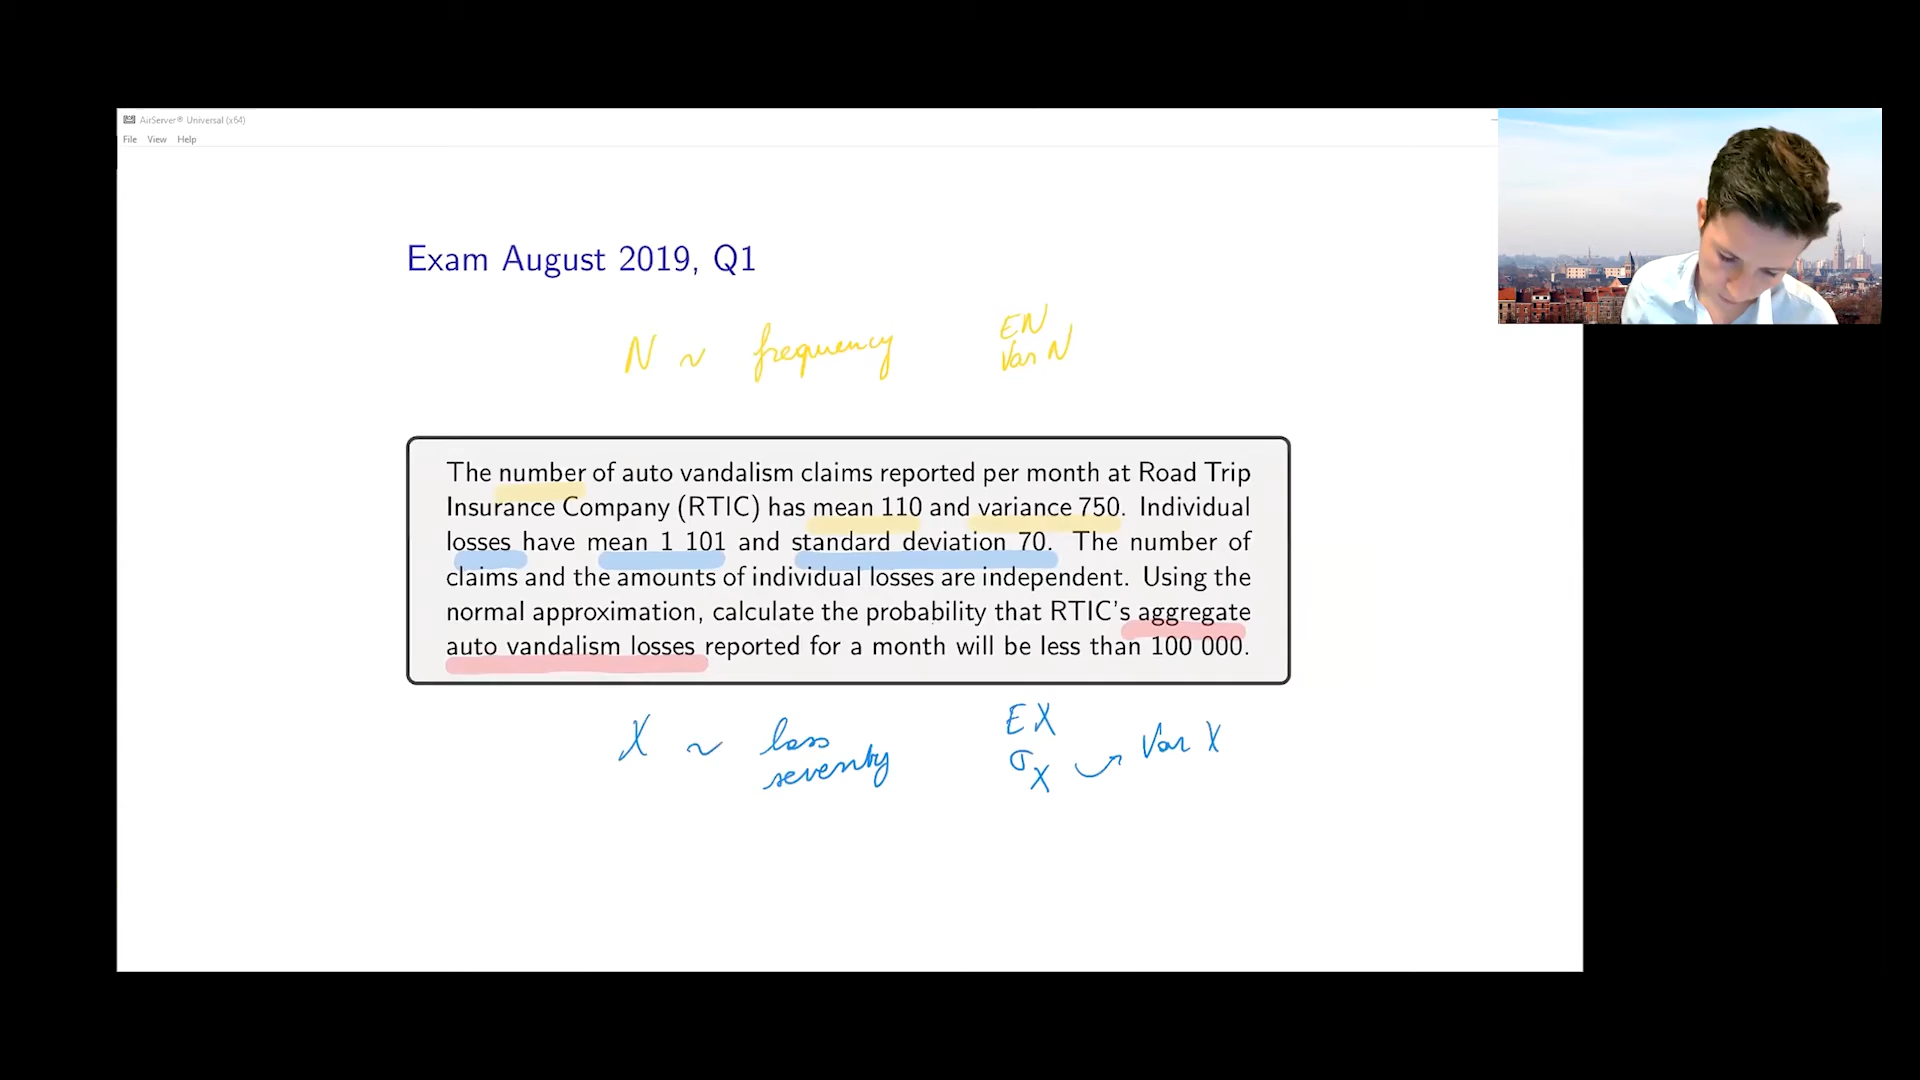 AirServer® Universal (x64)
File View Help
Exam August 2019, Q1
N ~ frequency
EN
Var N
The number of auto vandalism claims reported per month at Road Trip
Insurance Company (RTIC) has mean 110 and variance 750. Individual
losses have mean 1 101 and standard deviation 70. The number of
claims and the amounts of individual losses are independent. Using the
normal approximation, calculate the probability that RTIC's aggregate
auto vandalism losses reported for a month will be less than 100 000.
X ~ loss
severity
EX
σX
Var X